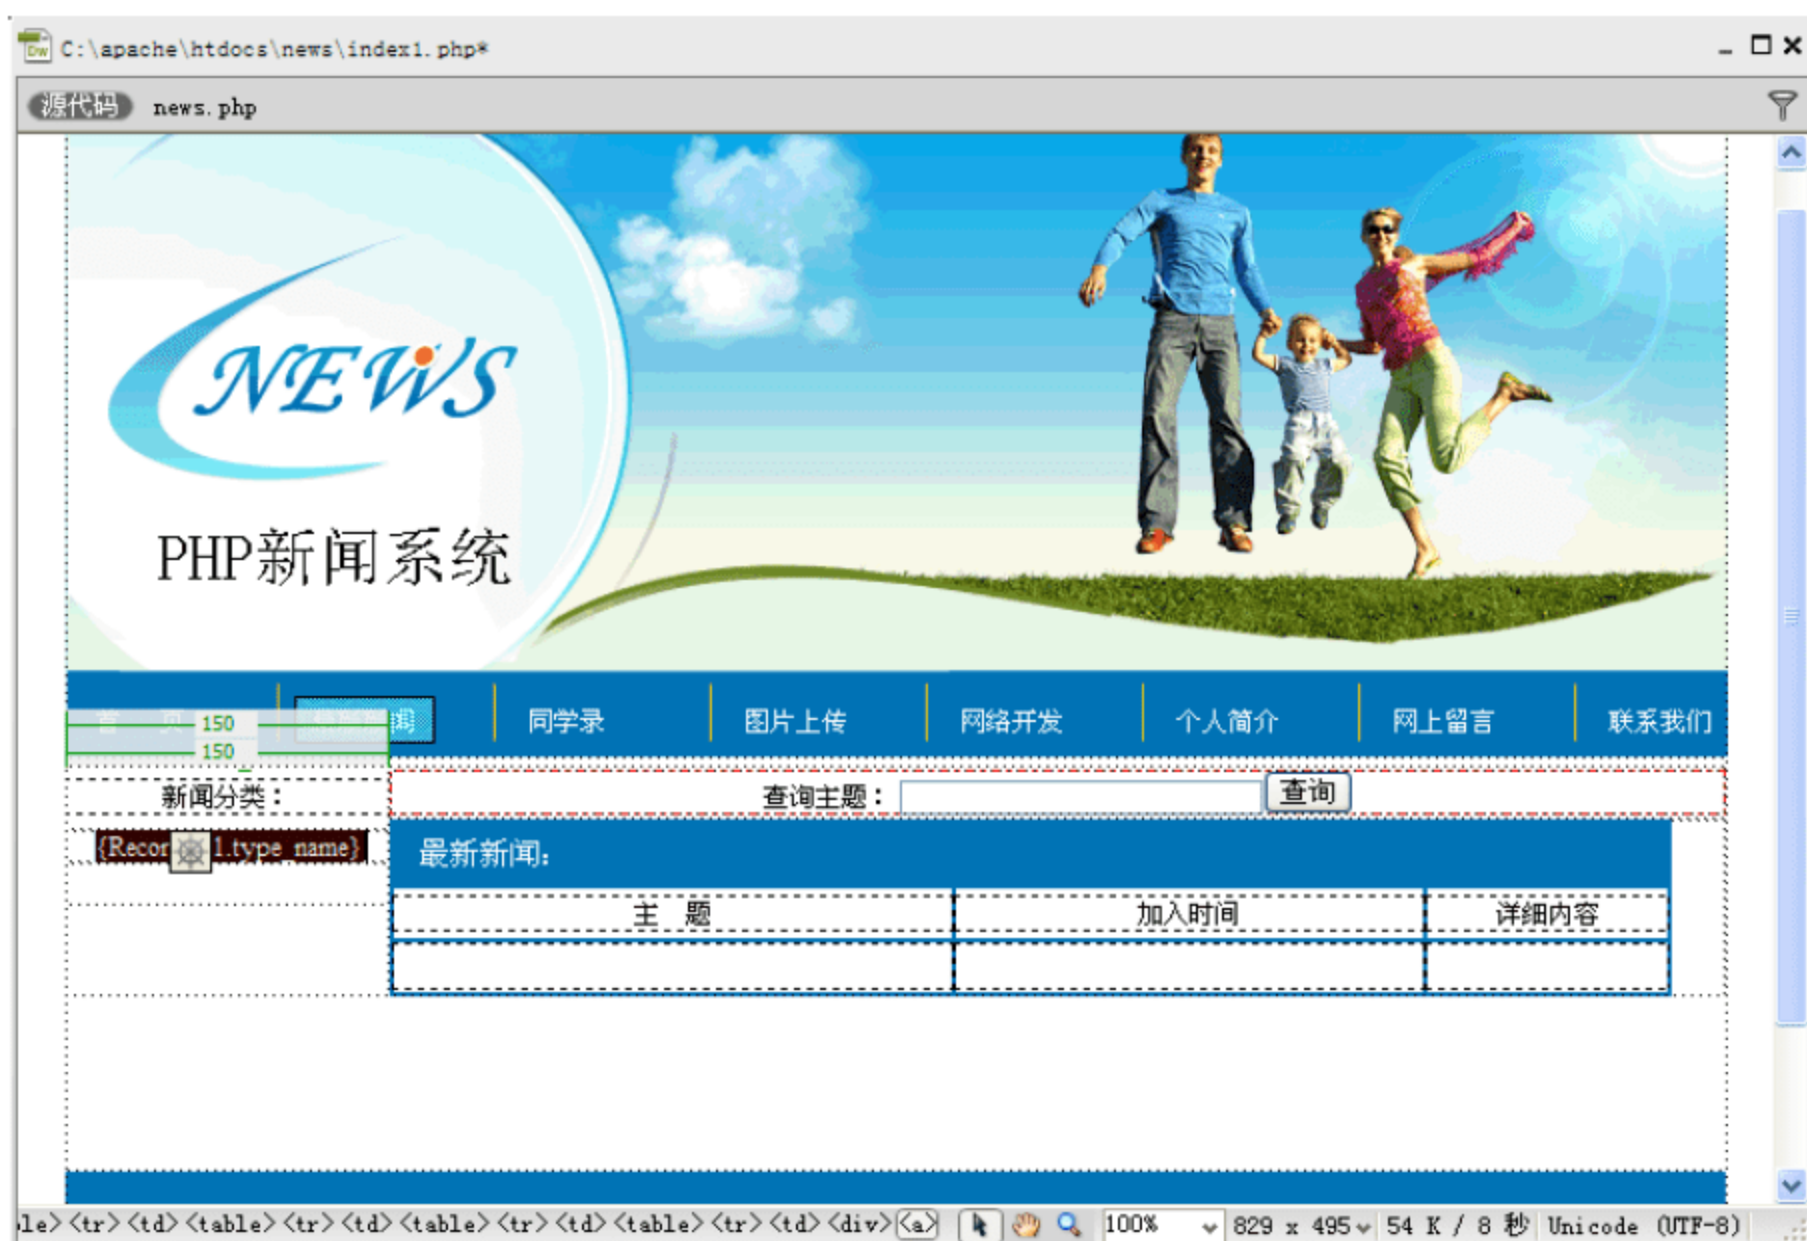 C:\apache\htdocs\news\index1.php*
源代码 news.php
NEWS
PHP新闻系统
首 页 同学录 图片上传 网络开发 个人简介 网上留言 联系我们
150
150
新闻分类： 查询主题： 查询
{Recor 1.type_name} 最新新闻：
主 题 加入时间 详细内容
le> <tr> <td> <table> <tr> <td> <table> <tr> <td> <table> <tr> <td> <div> <a> 100% 829 x 495 54 K / 8 秒 Unicode (UTF-8)